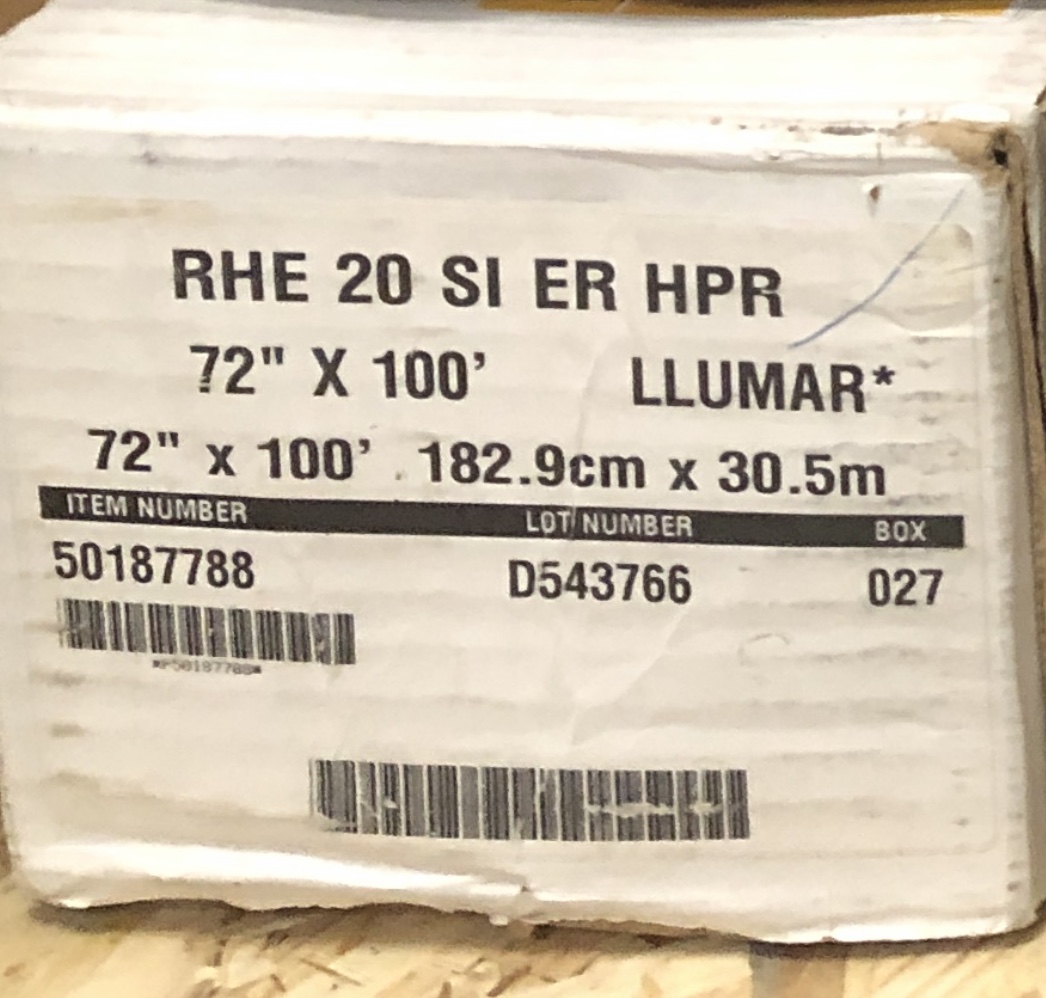 RHE 20 SI ER HPR
72" X 100' LLUMAR*
72" x 100' 182.9cm x 30.5m
ITEM NUMBER LOT NUMBER BOX
50187788 D543766 027
*P50187788*